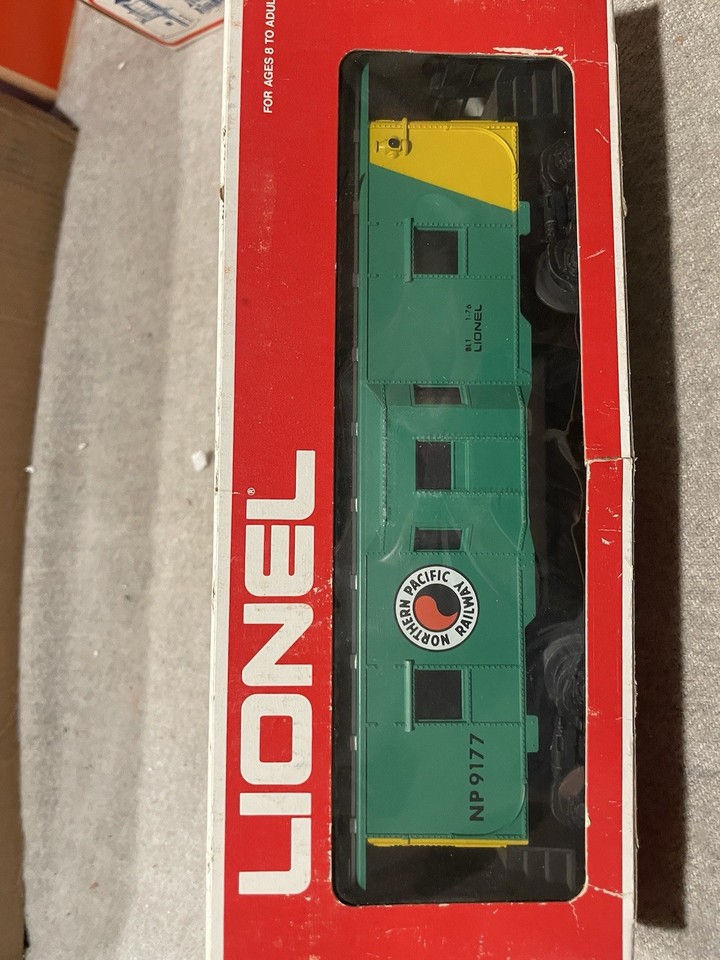 FOR AGES 8 TO ADUL
LIONEL®
NP 9177
NORTHERN PACIFIC
RAILWAY
BLT 1-76
LIONEL